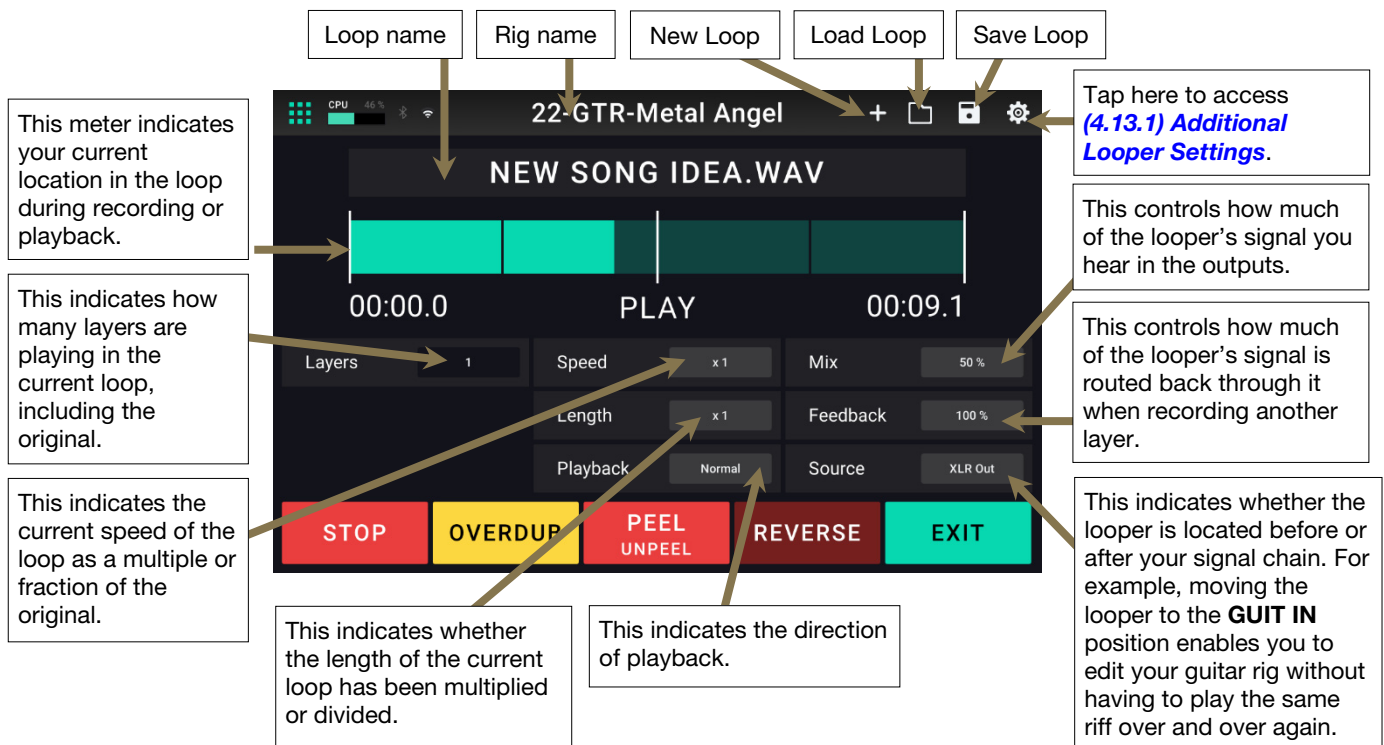 Loop name
Rig name
New Loop
Load Loop
Save Loop
This meter indicates
your current
location in the loop
during recording or
playback.
This indicates how
many layers are
playing in the
current loop,
including the
original.
This indicates the
current speed of the
loop as a multiple or
fraction of the
original.
CPU 46 %
22-GTR-Metal Angel
NEW SONG IDEA.WAV
00:00.0
PLAY
00:09.1
Layers 1
Speed x 1
Mix 50 %
Length x 1
Feedback 100 %
Playback Normal
Source XLR Out
STOP
OVERDUB
PEEL
UNPEEL
REVERSE
EXIT
Tap here to access
(4.13.1) Additional
Looper Settings.
This controls how much
of the looper’s signal you
hear in the outputs.
This controls how much
of the looper’s signal is
routed back through it
when recording another
layer.
This indicates whether the
looper is located before or
after your signal chain. For
example, moving the
looper to the GUIT IN
position enables you to
edit your guitar rig without
having to play the same
riff over and over again.
This indicates whether
the length of the current
loop has been multiplied
or divided.
This indicates the direction
of playback.